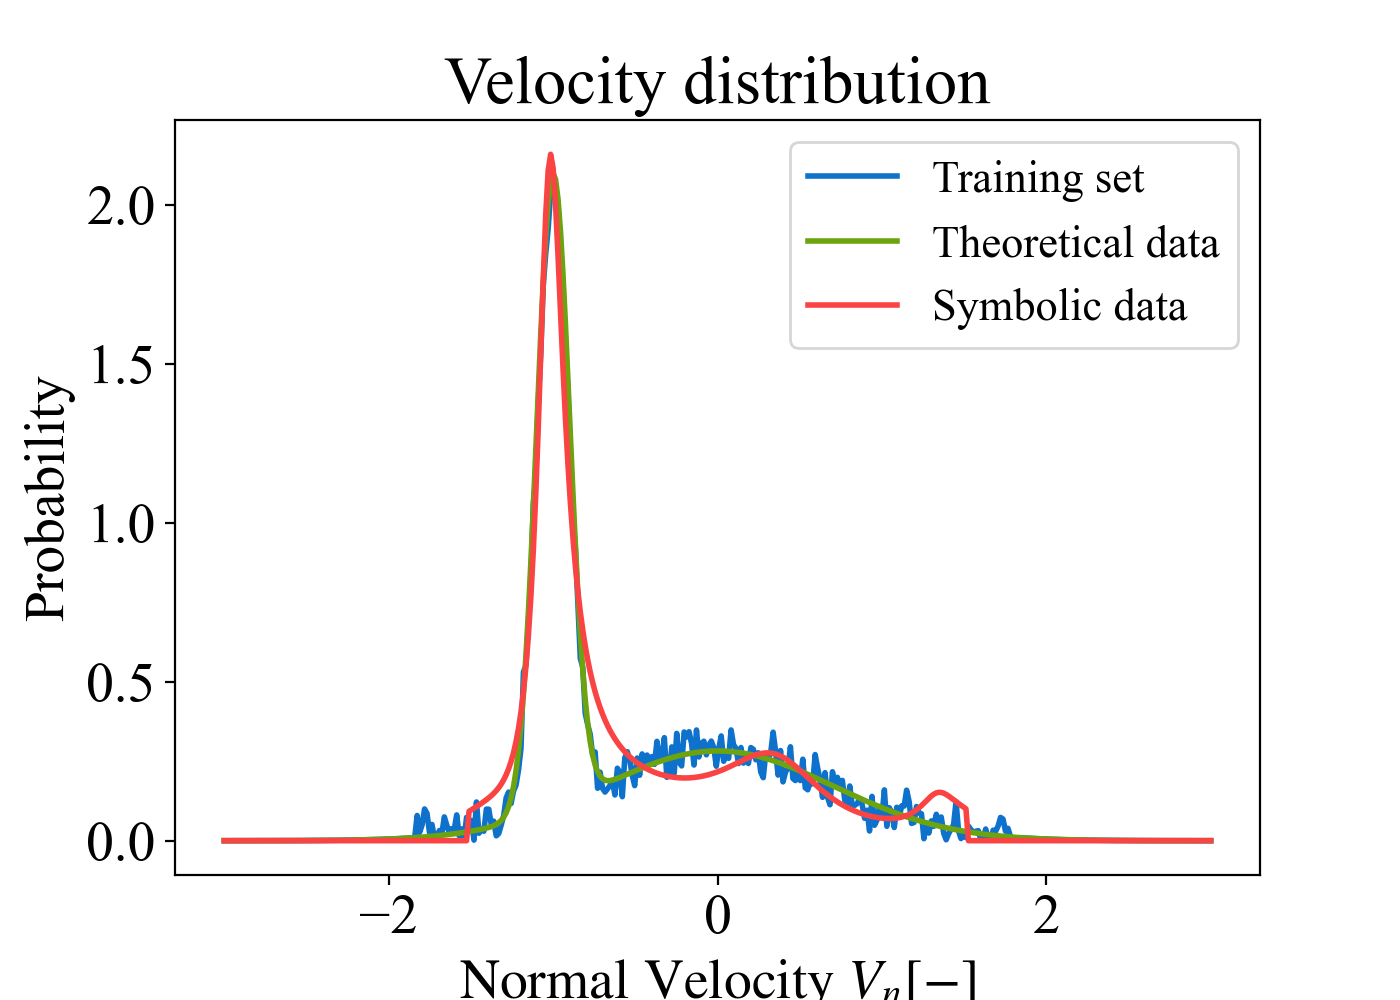 Velocity distribution
Training set
Theoretical data
Symbolic data
Probability
2.0
1.5
1.0
0.5
0.0
−2 0 2
Normal Velocity Vn[−]